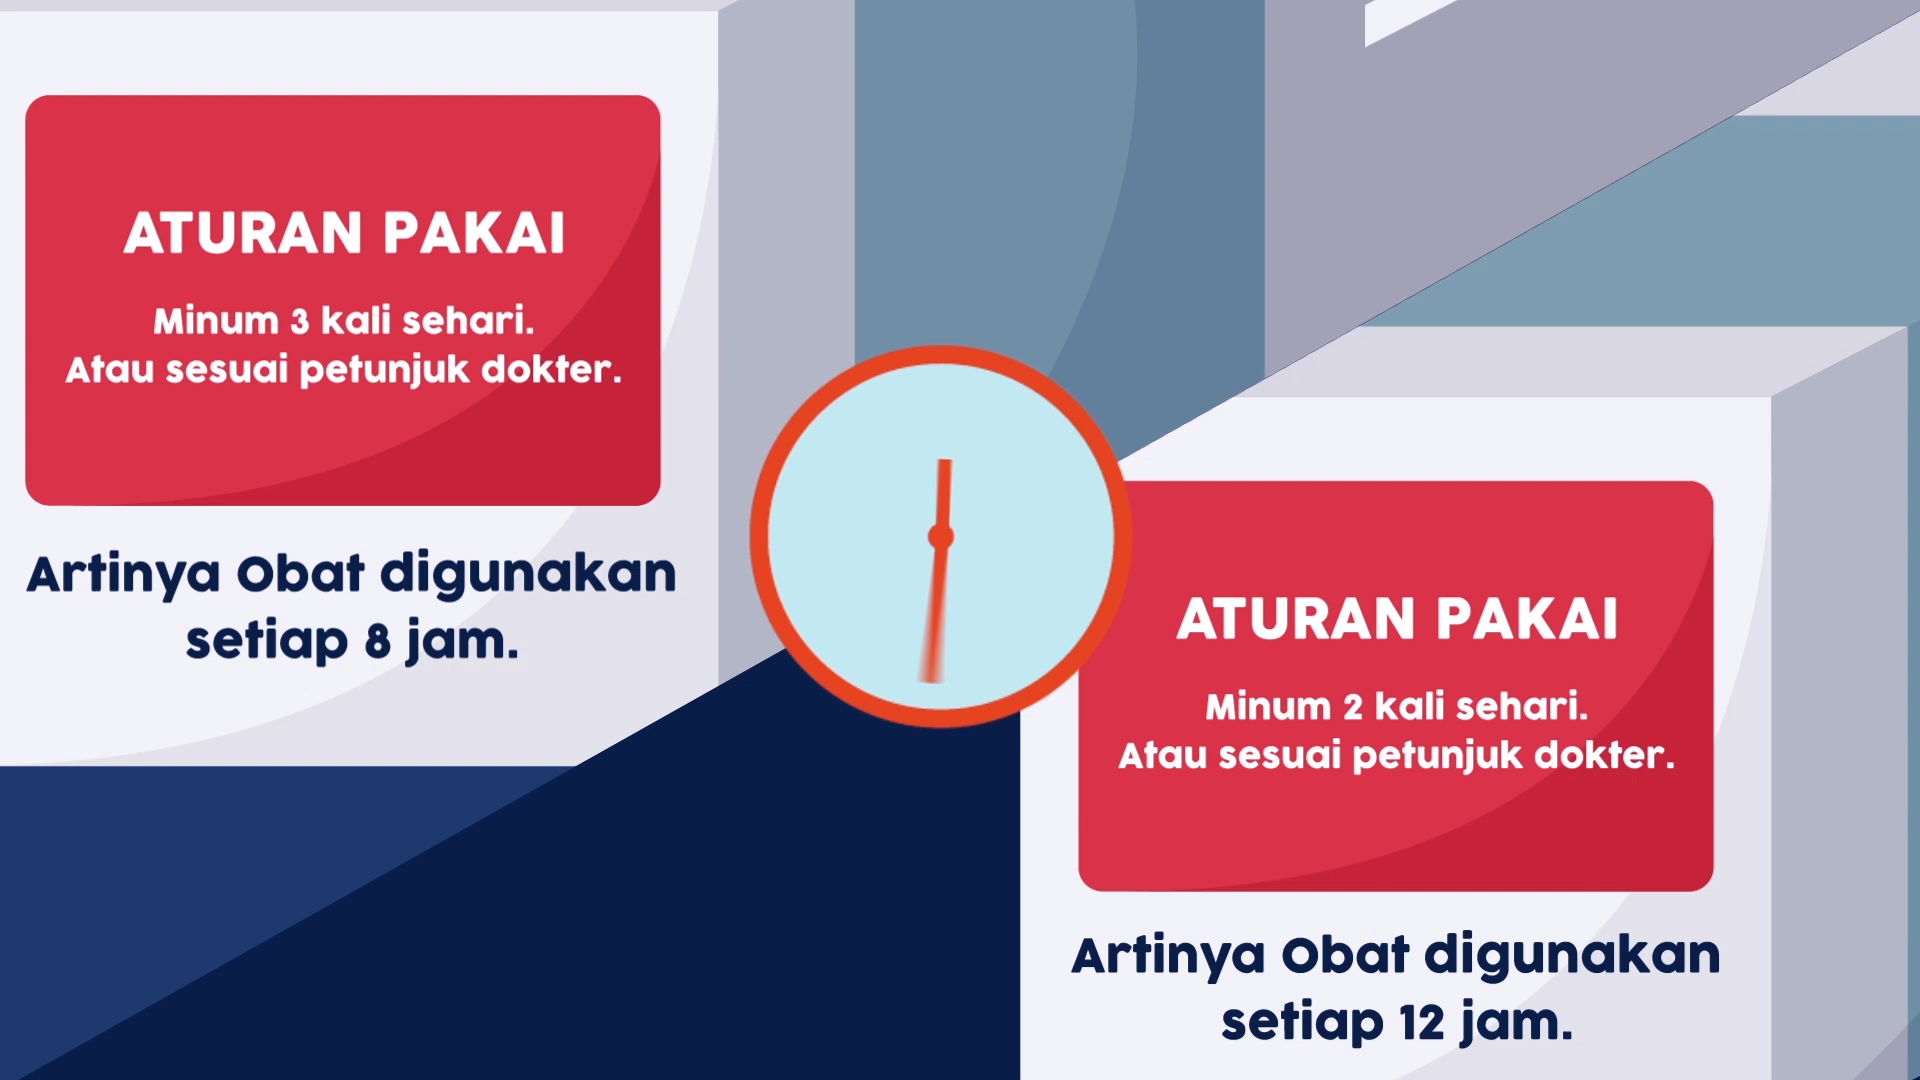 ATURAN PAKAI
Minum 3 kali sehari.
Atau sesuai petunjuk dokter.
Artinya Obat digunakan
setiap 8 jam.
ATURAN PAKAI
Minum 2 kali sehari.
Atau sesuai petunjuk dokter.
Artinya Obat digunakan
setiap 12 jam.